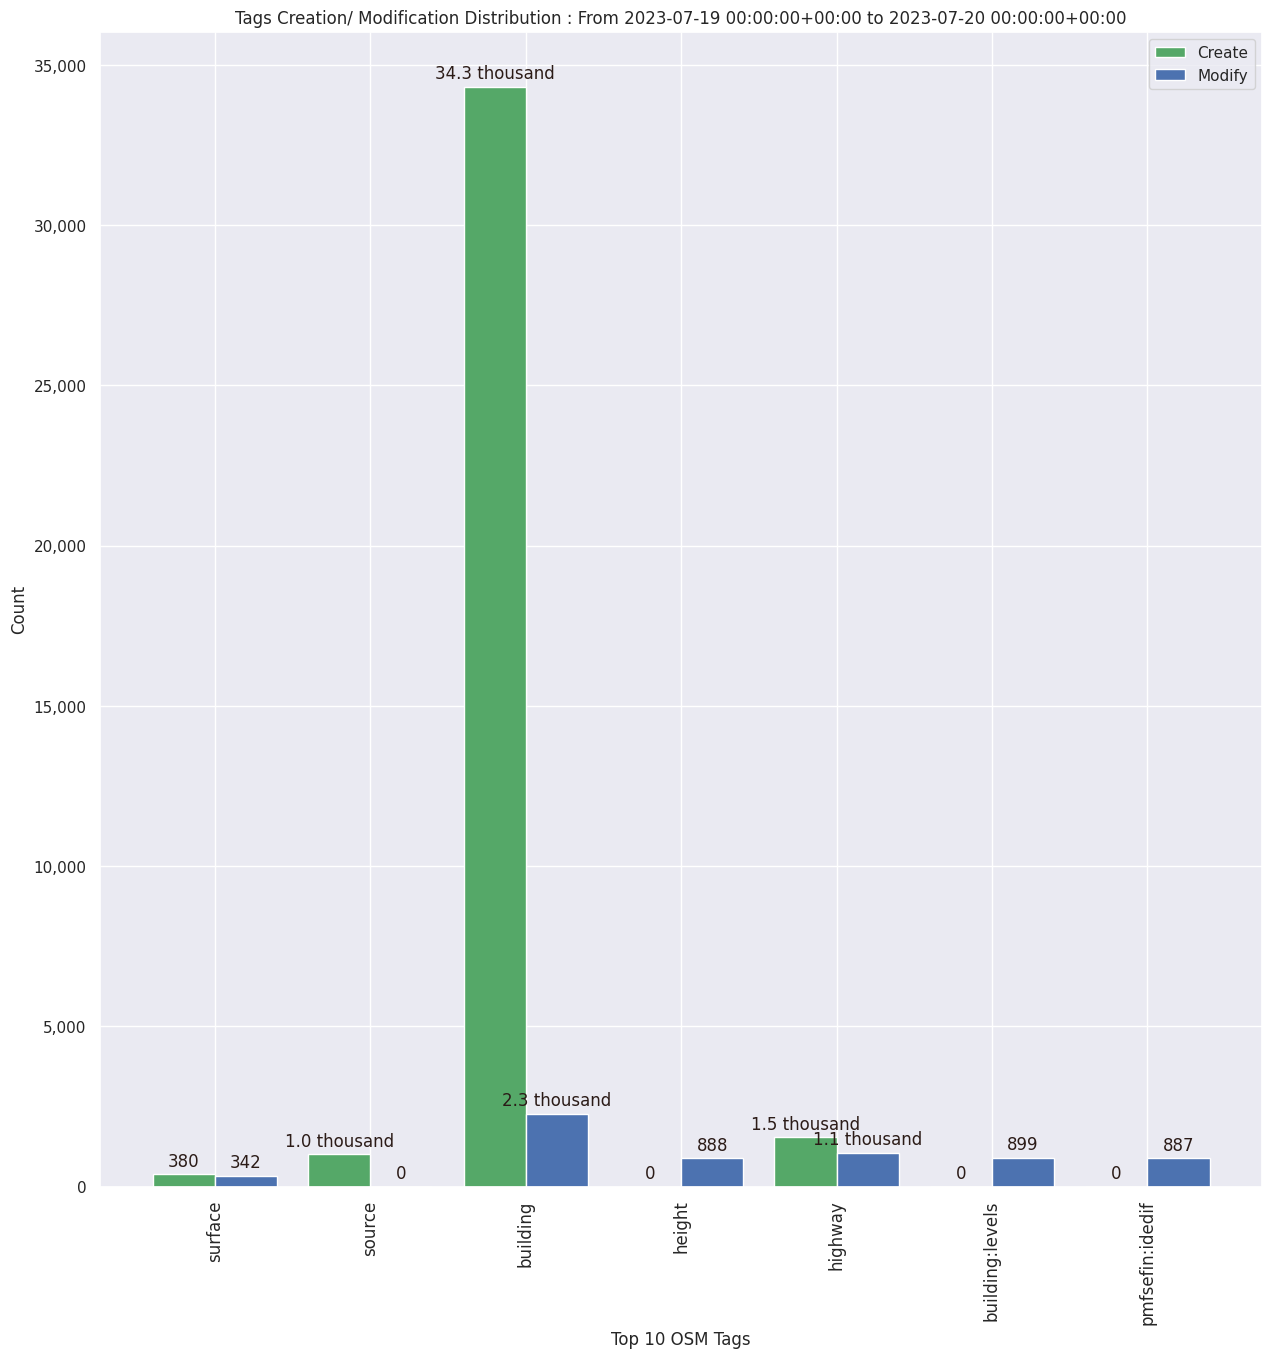 Tags Creation/ Modification Distribution : From 2023-07-19 00:00:00+00:00 to 2023-07-20 00:00:00+00:00
Create
Modify
35,000
30,000
25,000
20,000
15,000
10,000
5,000
0
Count
380
342
1.0 thousand
0
34.3 thousand
2.3 thousand
0
888
1.5 thousand
1.1 thousand
0
899
0
887
surface
source
building
height
highway
building:levels
pmfsefin:idedif
Top 10 OSM Tags